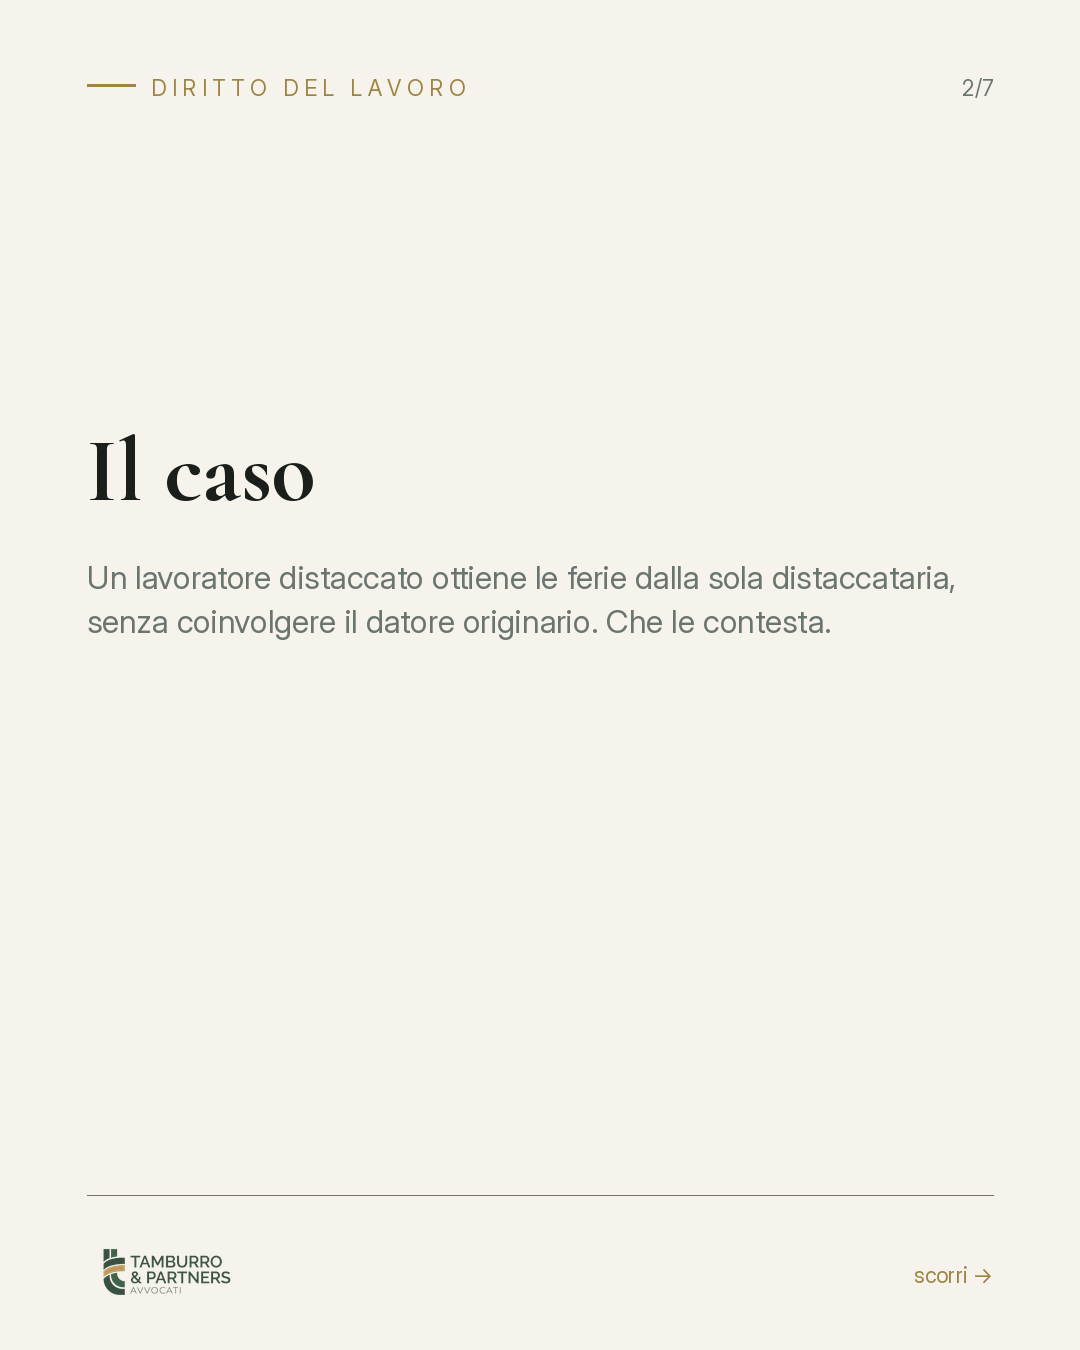 DIRITTO DEL LAVORO
2/7
Il caso
Un lavoratore distaccato ottiene le ferie dalla sola distaccataria,
senza coinvolgere il datore originario. Che le contesta.
TAMBURRO
& PARTNERS
AVVOCATI
scorri →